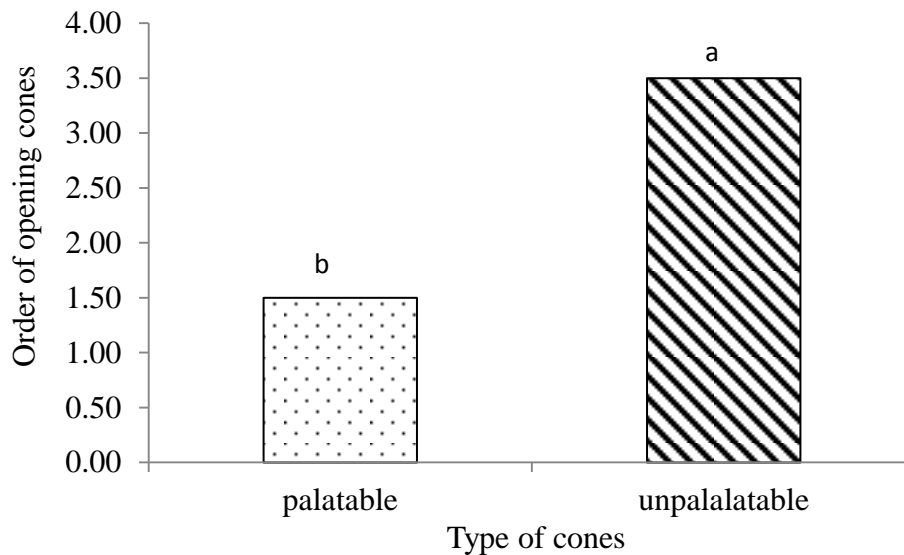 4.00
a
3.50
3.00
2.50
2.00
b
1.50
1.00
0.50
0.00
Order of opening cones
palatable
unpalalatable
Type of cones